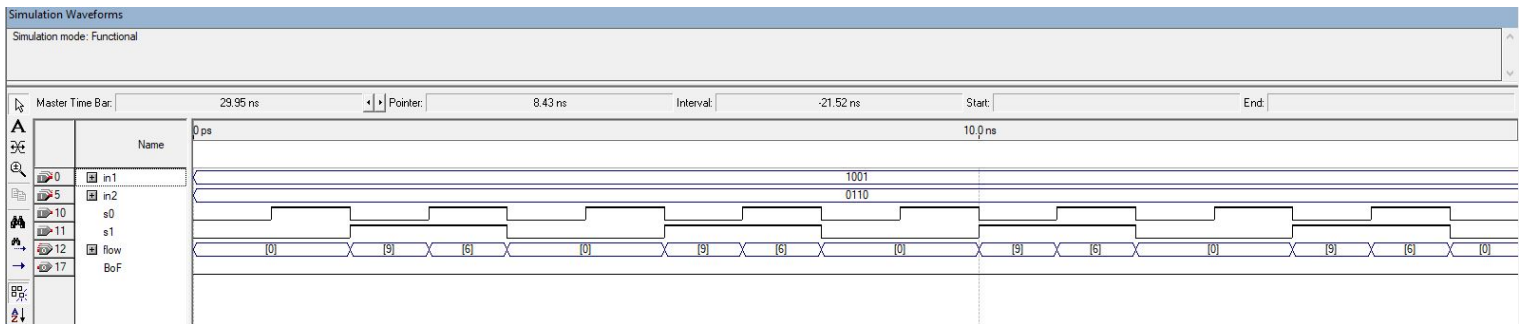 Simulation Waveforms
Simulation mode: Functional
Master Time Bar: 29.95 ns Pointer: 8.43 ns Interval: -21.52 ns Start: End:
Name 0 ps 10.0 ns
0 in1 1001
5 in2 0110
10 s0
11 s1
12 flow [0] [9] [6] [0] [9] [6] [0] [9] [6] [0] [9] [6] [0]
17 BoF